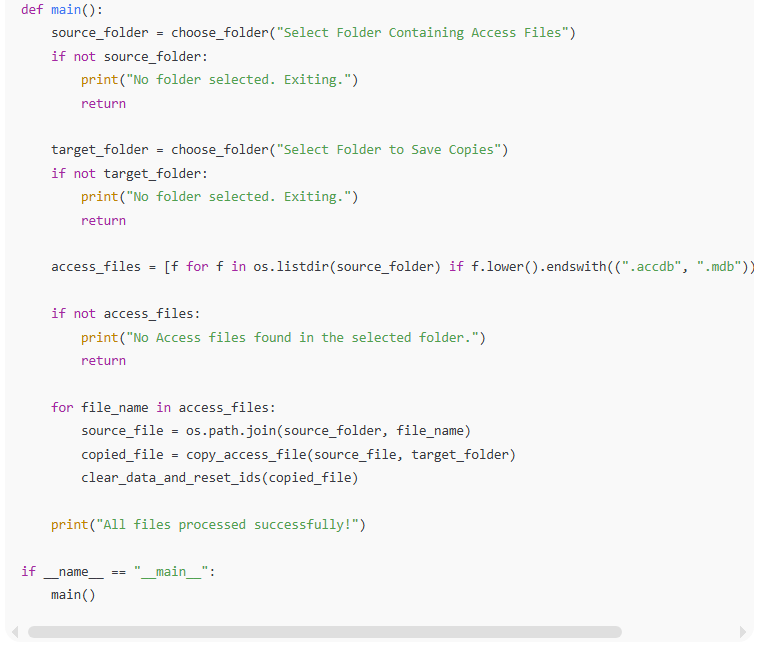 def main():
    source_folder = choose_folder("Select Folder Containing Access Files")
    if not source_folder:
        print("No folder selected. Exiting.")
        return

    target_folder = choose_folder("Select Folder to Save Copies")
    if not target_folder:
        print("No folder selected. Exiting.")
        return

    access_files = [f for f in os.listdir(source_folder) if f.lower().endswith((".accdb", ".mdb"))

    if not access_files:
        print("No Access files found in the selected folder.")
        return

    for file_name in access_files:
        source_file = os.path.join(source_folder, file_name)
        copied_file = copy_access_file(source_file, target_folder)
        clear_data_and_reset_ids(copied_file)

    print("All files processed successfully!")

if __name__ == "__main__":
    main()